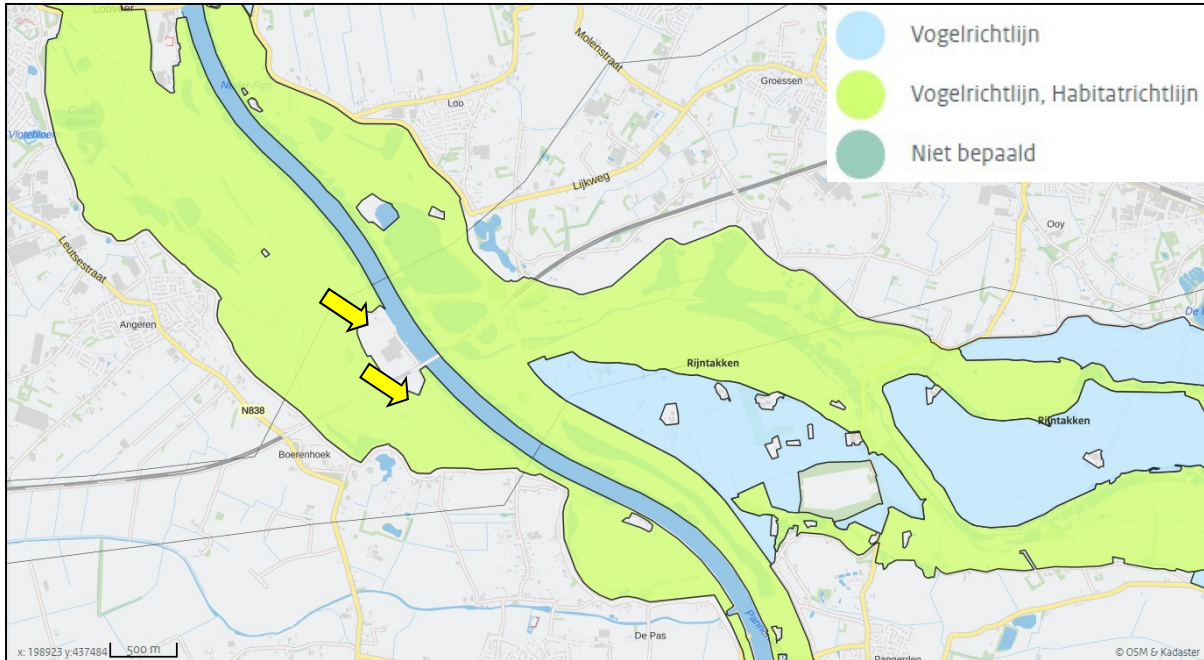 Looveer
Vogelrichtlijn
Vogelrichtlijn, Habitatrichtlijn
Niet bepaald
Molenstraat
Groessen
Loo
Lijkweg
Ooy
Leutsestraat
Angeren
Rijntakken
Rijntakken
N838
Boerenhoek
De Pas
Pannerden
x: 198923 y:437484
500 m
© OSM & Kadaster